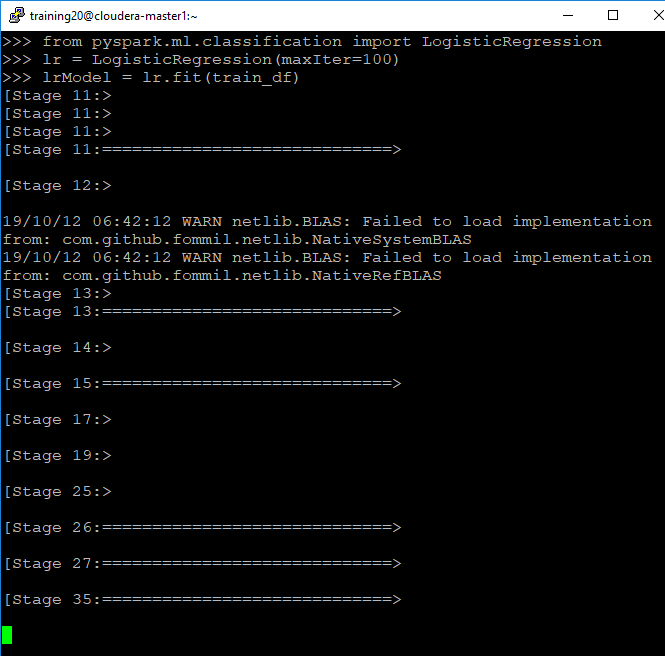 training20@cloudera-master1:~
>>> from pyspark.ml.classification import LogisticRegression
>>> lr = LogisticRegression(maxIter=100)
>>> lrModel = lr.fit(train_df)
[Stage 11:>
[Stage 11:>
[Stage 11:>
[Stage 11:=============================>
[Stage 12:>
19/10/12 06:42:12 WARN netlib.BLAS: Failed to load implementation
from: com.github.fommil.netlib.NativeSystemBLAS
19/10/12 06:42:12 WARN netlib.BLAS: Failed to load implementation
from: com.github.fommil.netlib.NativeRefBLAS
[Stage 13:>
[Stage 13:=============================>
[Stage 14:>
[Stage 15:=============================>
[Stage 17:>
[Stage 19:>
[Stage 25:>
[Stage 26:=============================>
[Stage 27:=============================>
[Stage 35:=============================>